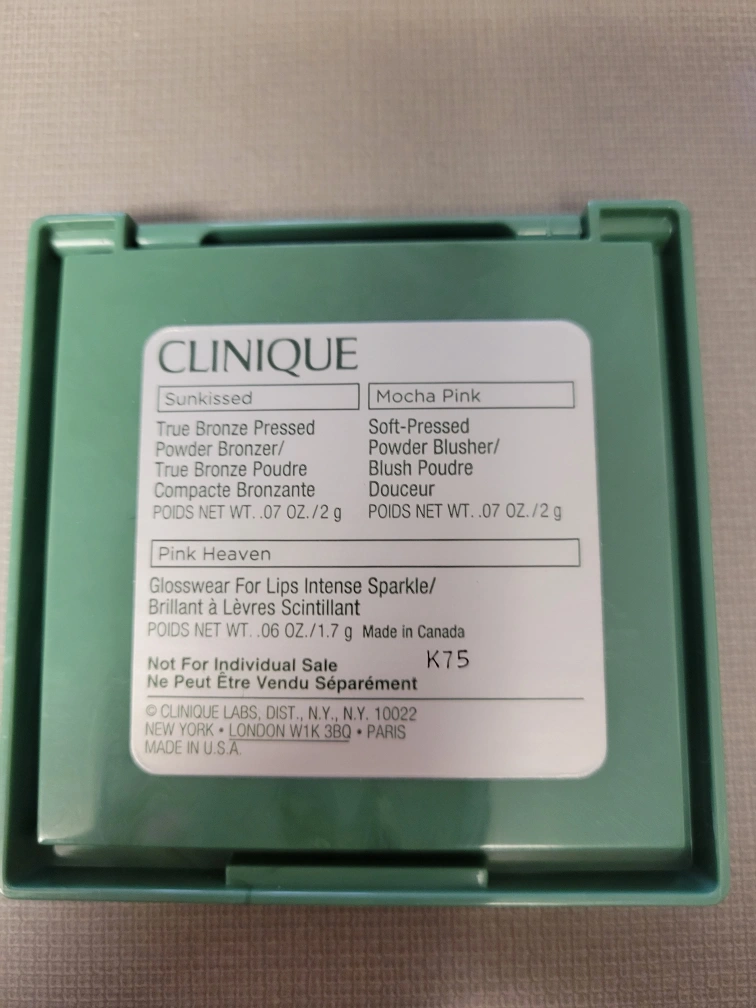 CLINIQUE
Sunkissed
True Bronze Pressed
Powder Bronzer/
True Bronze Poudre
Compacte Bronzante
POIDS NET WT. .07 OZ./2 g
Mocha Pink
Soft-Pressed
Powder Blusher/
Blush Poudre
Douceur
POIDS NET WT. .07 OZ./2 g
Pink Heaven
Glosswear For Lips Intense Sparkle/
Brillant à Lèvres Scintillant
POIDS NET WT. .06 OZ./1.7 g Made in Canada
Not For Individual Sale
Ne Peut Être Vendu Séparément
K75
© CLINIQUE LABS, DIST., N.Y., N.Y. 10022
NEW YORK • LONDON W1K 3BQ • PARIS
MADE IN U.S.A.